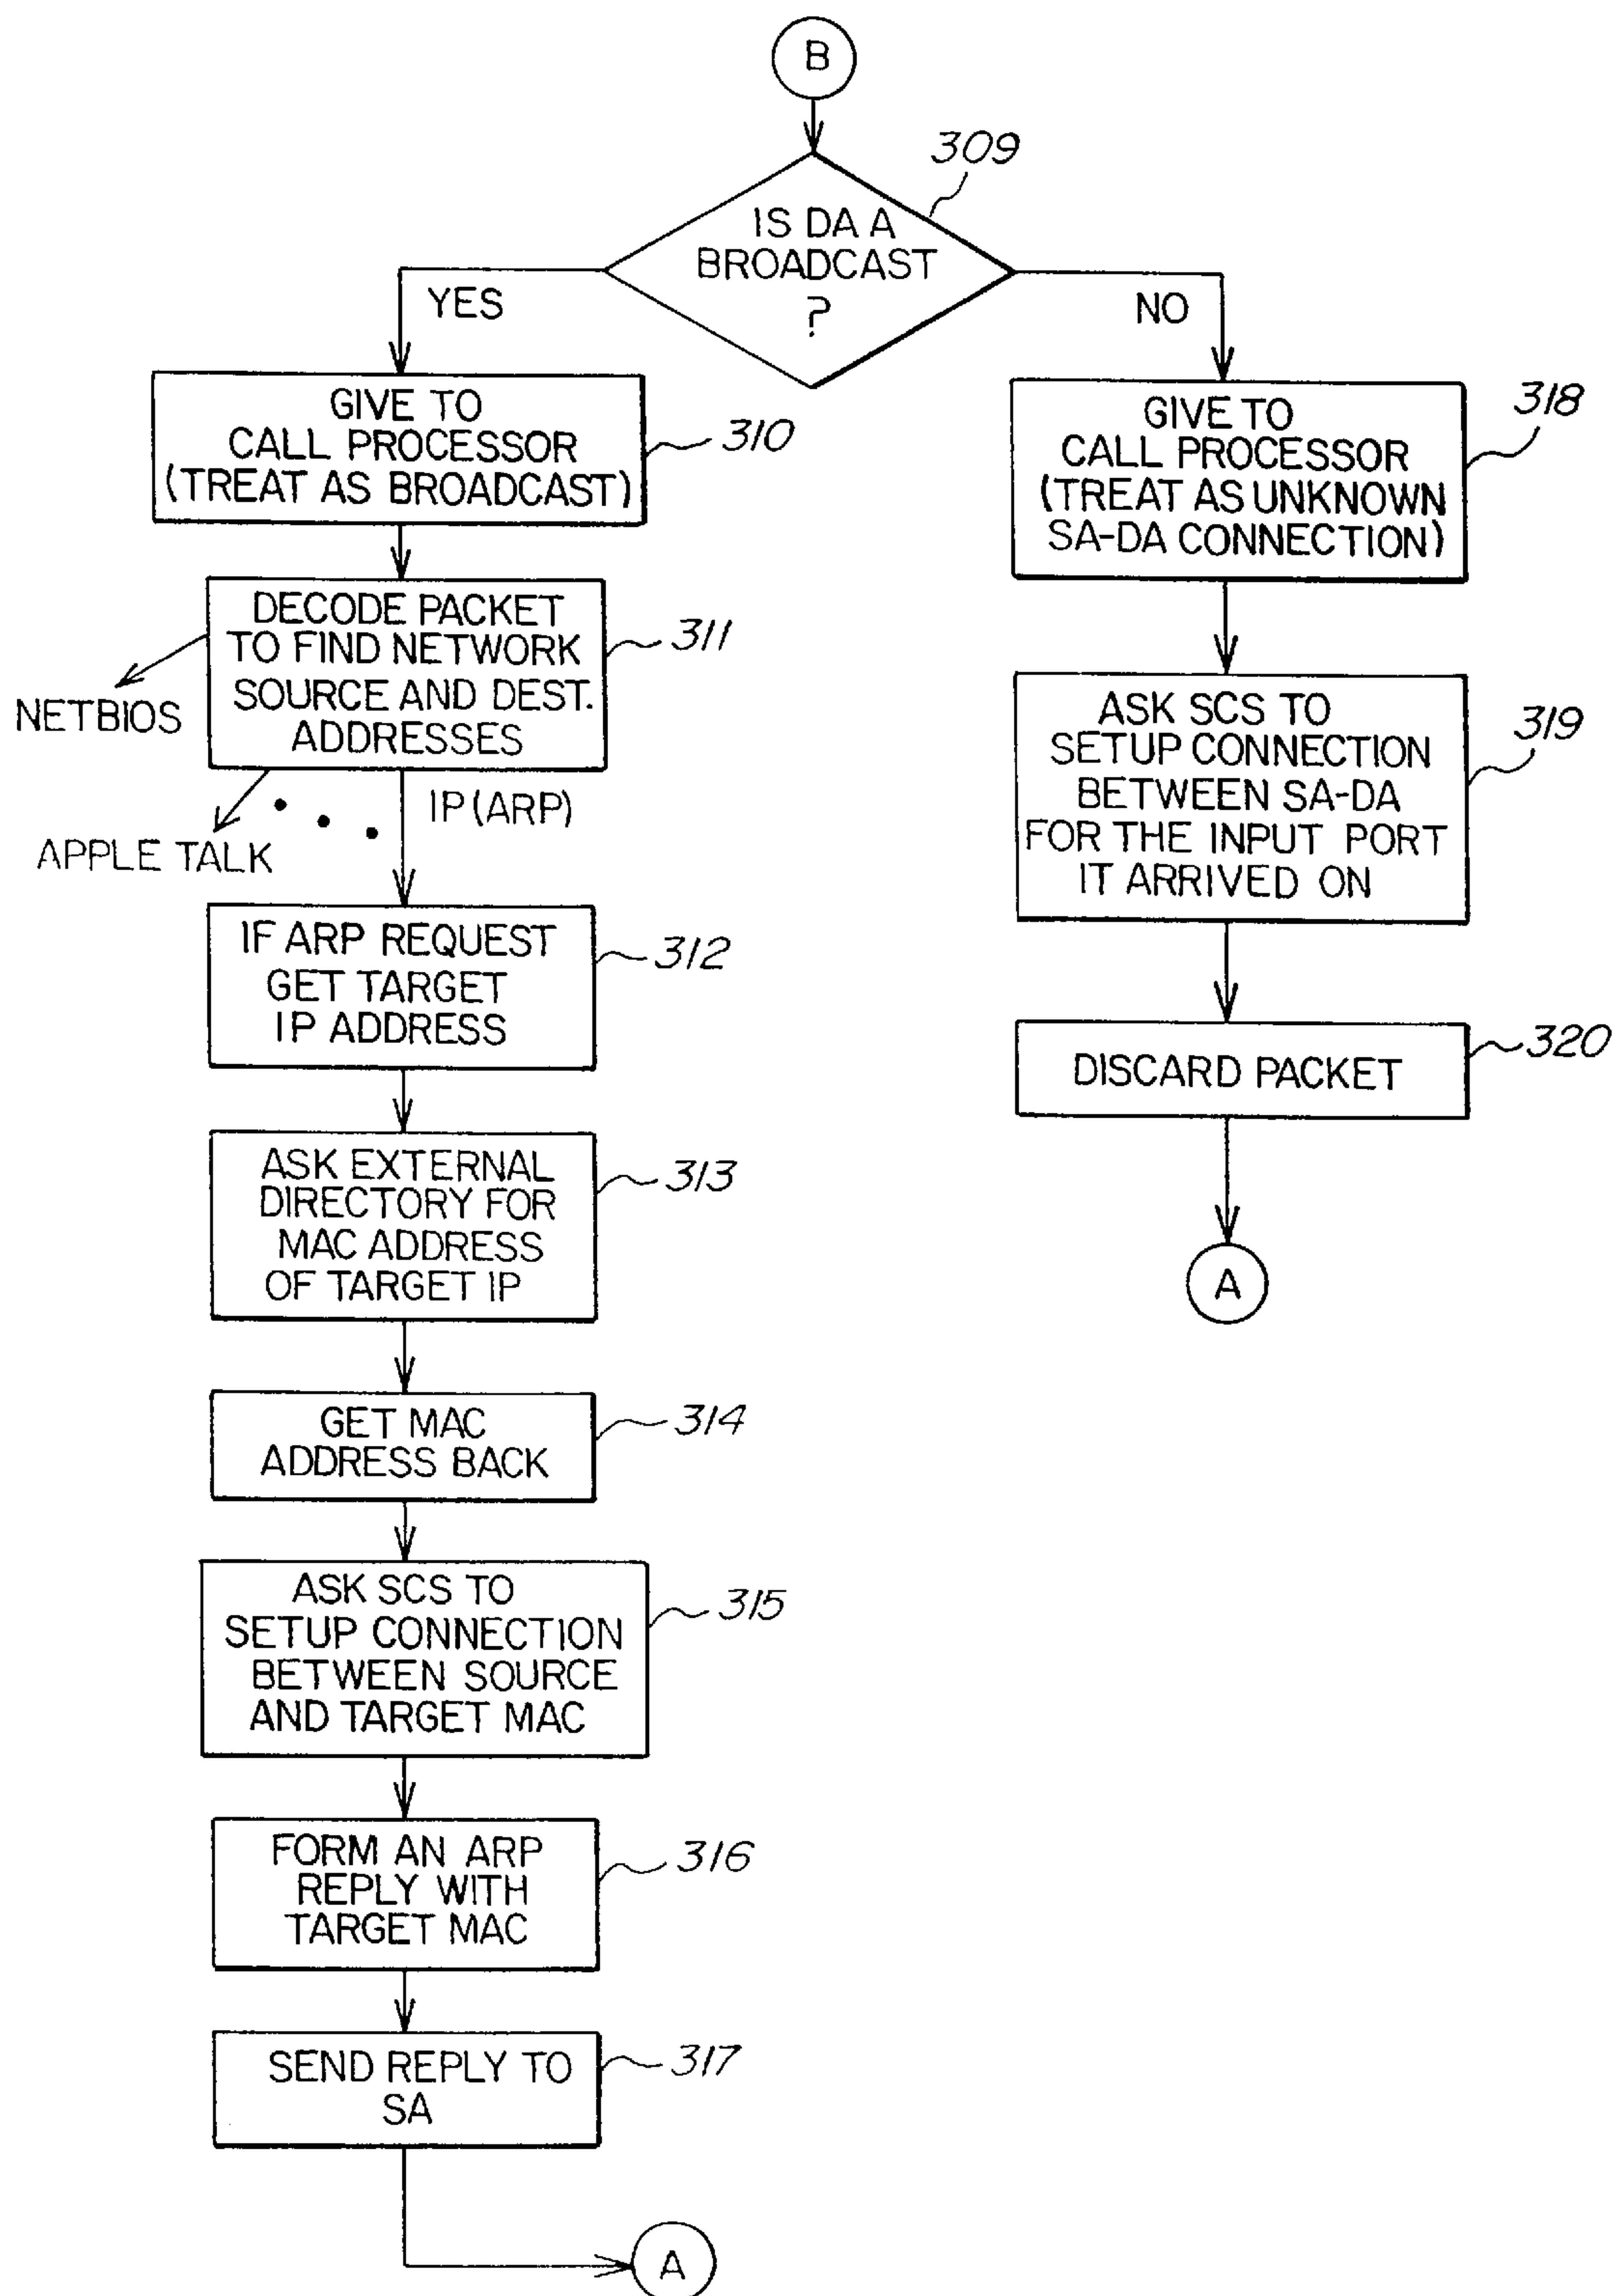 B
309
IS DA A
BROADCAST
?
YES
NO
GIVE TO
CALL PROCESSOR
(TREAT AS BROADCAST)
310
DECODE PACKET
TO FIND NETWORK
SOURCE AND DEST.
ADDRESSES
311
NETBIOS
APPLE TALK
IP (ARP)
IF ARP REQUEST
GET TARGET
IP ADDRESS
312
ASK EXTERNAL
DIRECTORY FOR
MAC ADDRESS
OF TARGET IP
313
GET MAC
ADDRESS BACK
314
ASK SCS TO
SETUP CONNECTION
BETWEEN SOURCE
AND TARGET MAC
315
FORM AN ARP
REPLY WITH
TARGET MAC
316
SEND REPLY TO
SA
317
A
GIVE TO
CALL PROCESSOR
(TREAT AS UNKNOWN
SA-DA CONNECTION)
318
ASK SCS TO
SETUP CONNECTION
BETWEEN SA-DA
FOR THE INPUT PORT
IT ARRIVED ON
319
DISCARD PACKET
320
A